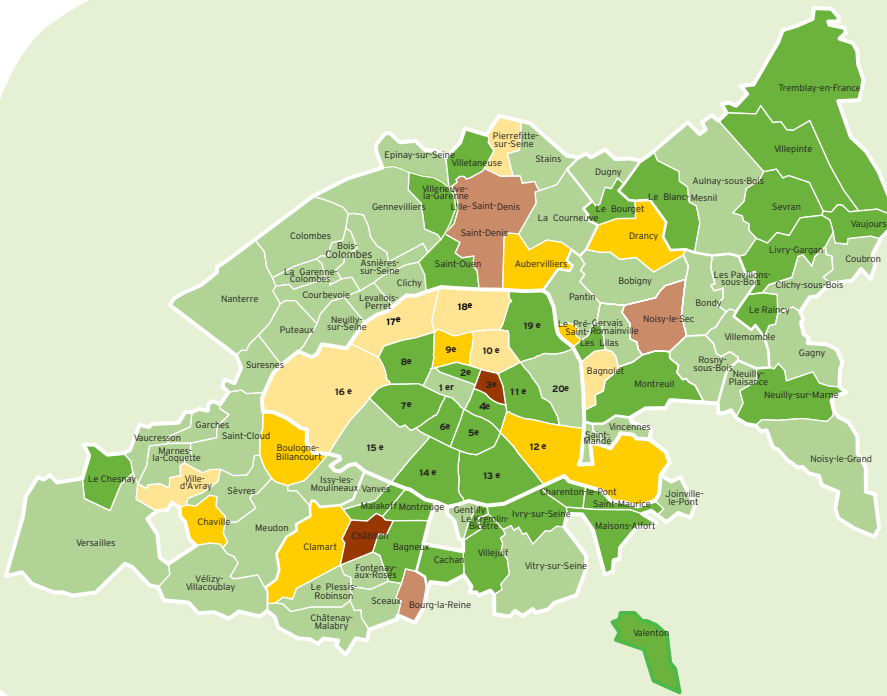 Tremblay-en-France
Villepinte
Pierrefitte-
sur-Seine
Epinay-sur-Seine
Villetaneuse
Stains
Dugny
Aulnay-sous-Bois
Le Blanc-Mesnil
Sevran
Vaujours
Villeneuve-
la-Garenne
Gennevilliers
L'Ile-Saint-Denis
La Courneuve
Le Bourget
Saint-Denis
Drancy
Livry-Gargan
Coubron
Colombes
Bois-
Colombes
Asnières-
sur-Seine
Saint-Ouen
Aubervilliers
La Garenne-
Colombes
Clichy
Bobigny
Les Pavillons-
sous-Bois
Clichy-sous-Bois
Nanterre
Courbevoie
Levallois-
Perret
Pantin
Bondy
Le Raincy
Puteaux
Neuilly-
sur-Seine
17e
18e
19 e
Le Pré-Gervais
Saint-
Romainville
Les Lilas
Noisy-le-Sec
Villemomble
Gagny
Suresnes
8e
9e
10 e
Bagnolet
Montreuil
Rosny-
sous-Bois
Neuilly-
Plaisance
Neuilly-sur-Marne
16 e
2e
1 er
3e
11 e
20e
7e
4e
6e
5e
12 e
Garches
Vaucresson
Saint-Cloud
Marnes-
la-Coquette
Boulogne-
Billancourt
15 e
Vincennes
Saint-
Mandé
Noisy-le-Grand
Le Chesnay
Ville-
d'Avray
Sèvres
Issy-les-
Moulineaux
Vanves
14 e
13 e
Charenton-le-Pont
Saint-Maurice
Joinville-
le-Pont
Malakoff
Montrouge
Gentilly
Le Kremlin-
Bicêtre
Ivry-sur-Seine
Maisons-Alfort
Chaville
Meudon
Versailles
Clamart
Châtillon
Bagneux
Cachan
Villejuif
Vitry-sur-Seine
Fontenay-
aux-Roses
Vélizy-
Villacoublay
Le Plessis-
Robinson
Sceaux
Bourg-la-Reine
Châtenay-
Malabry
Valenton